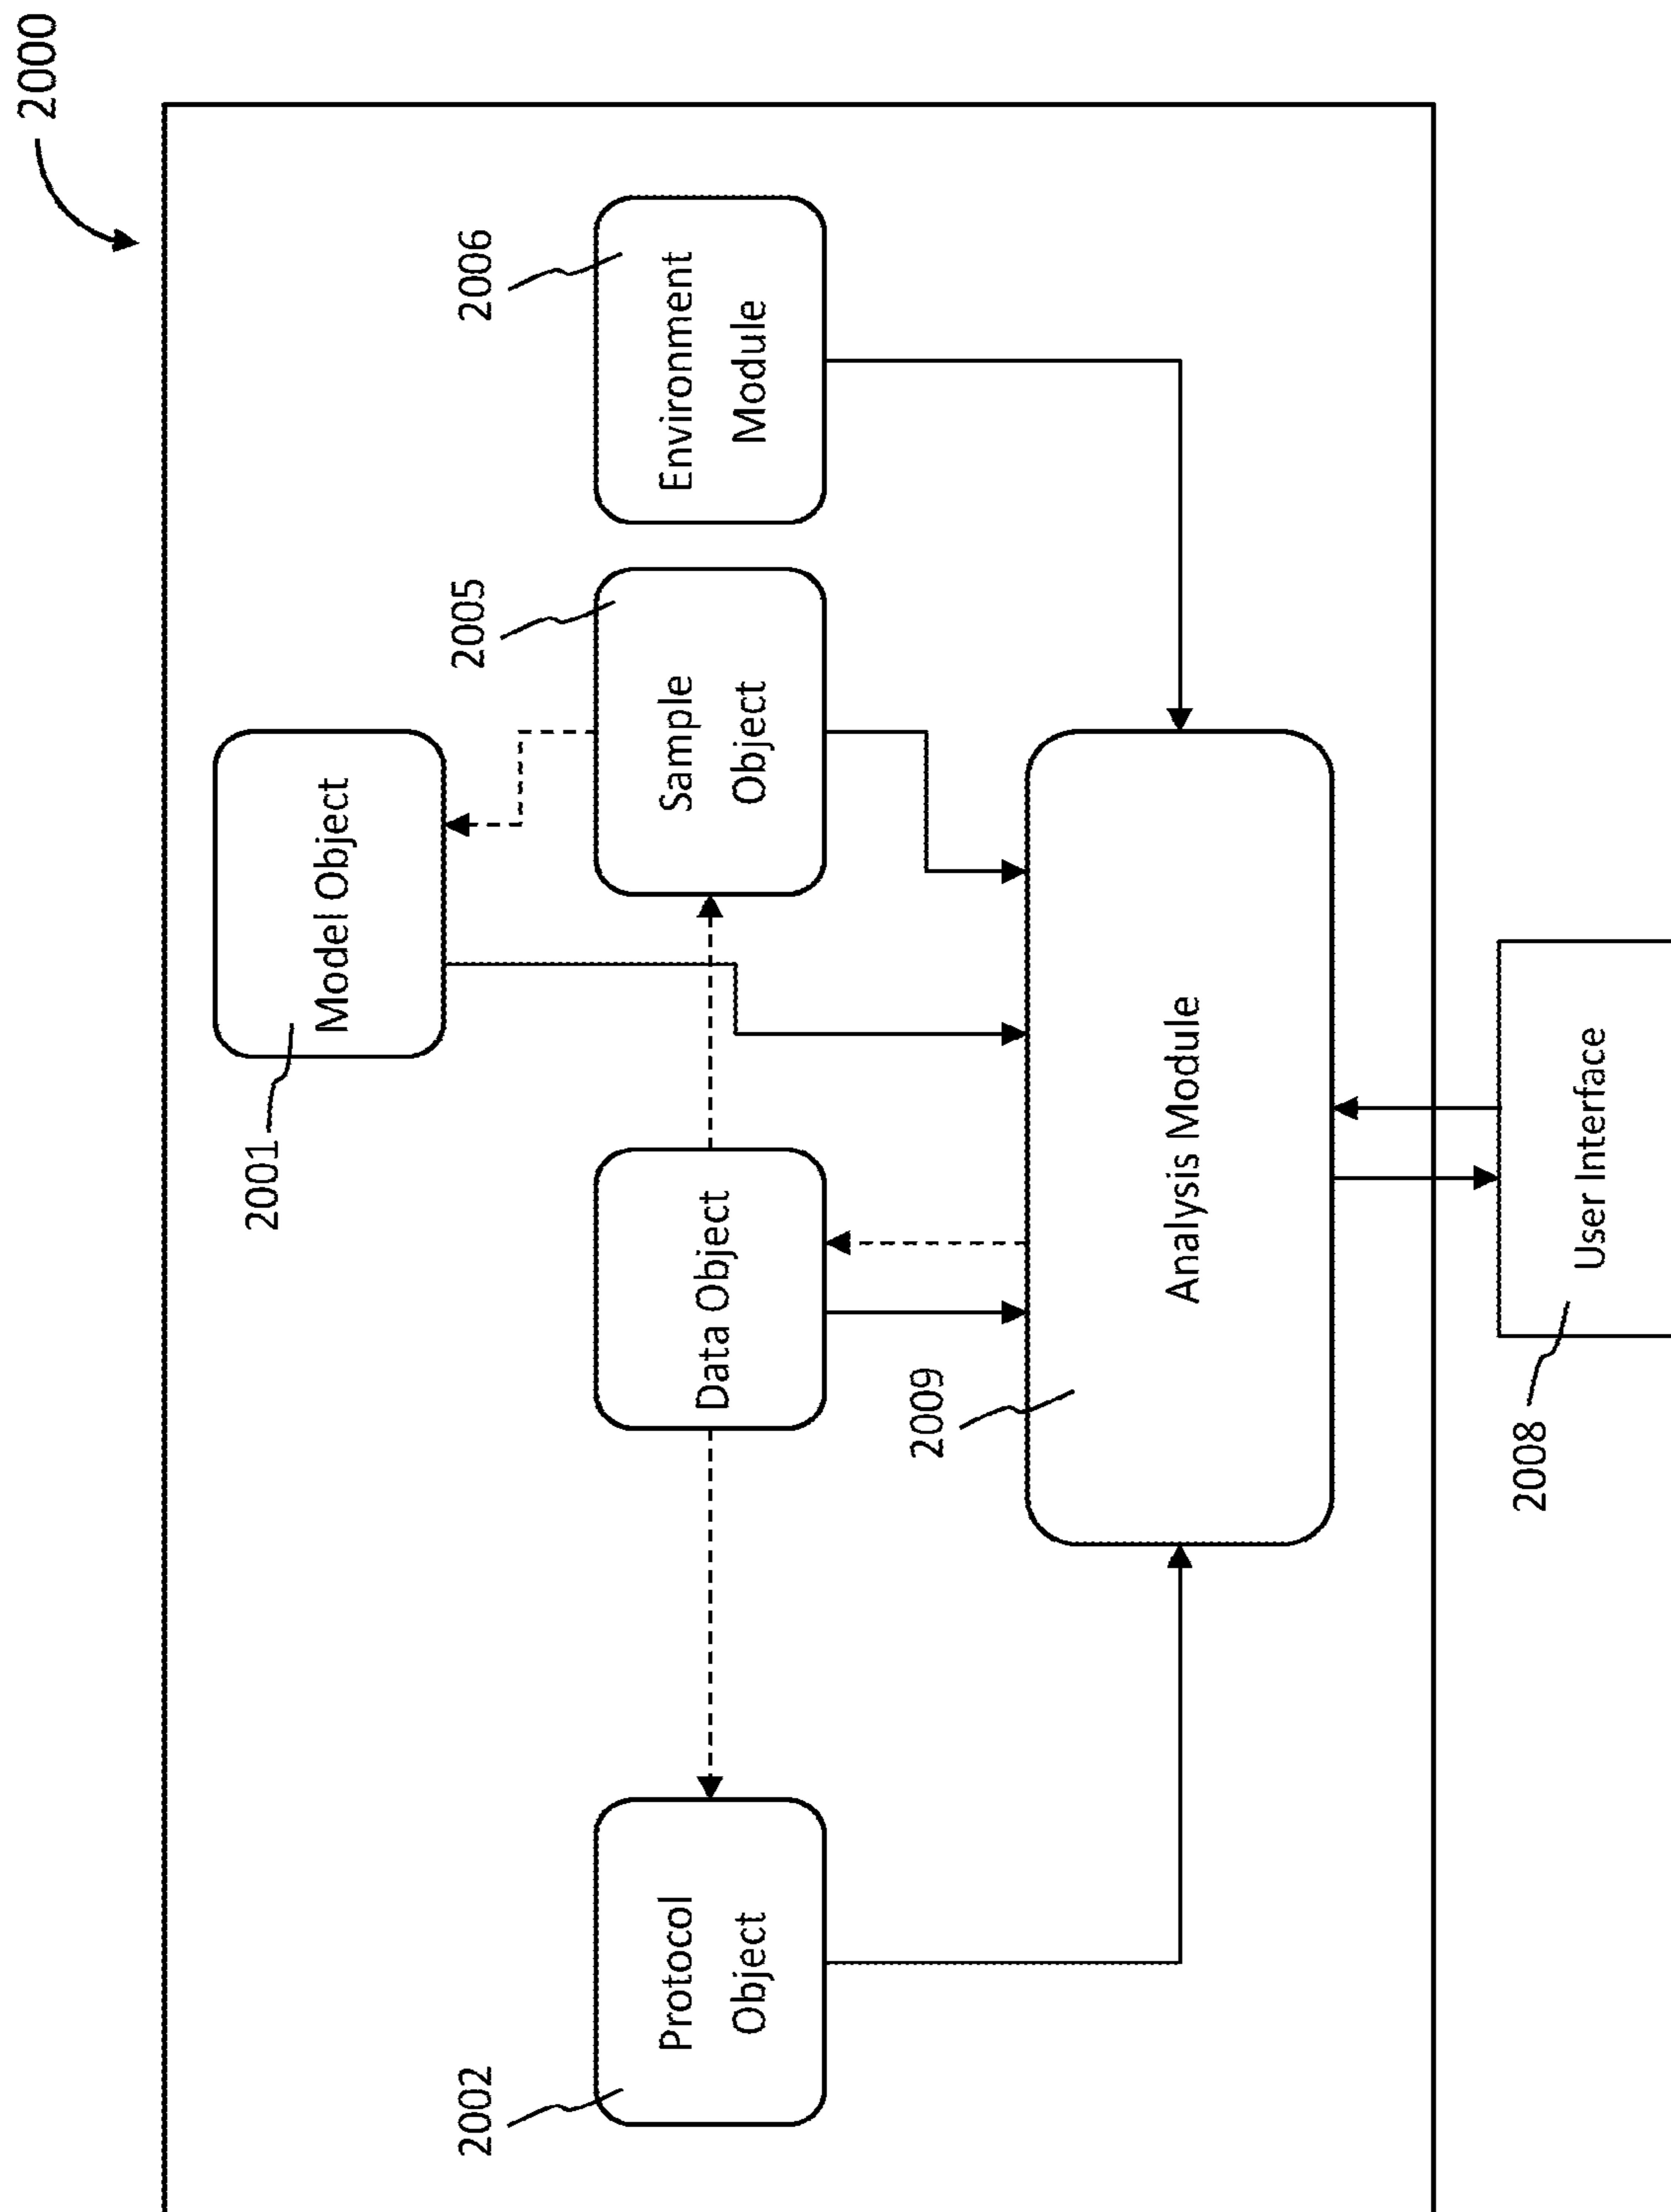 2000
2001
Model Object
2002
Protocol
Object
Data Object
2005
Sample
Object
2006
Environment
Module
2009
Analysis Module
2008
User Interface